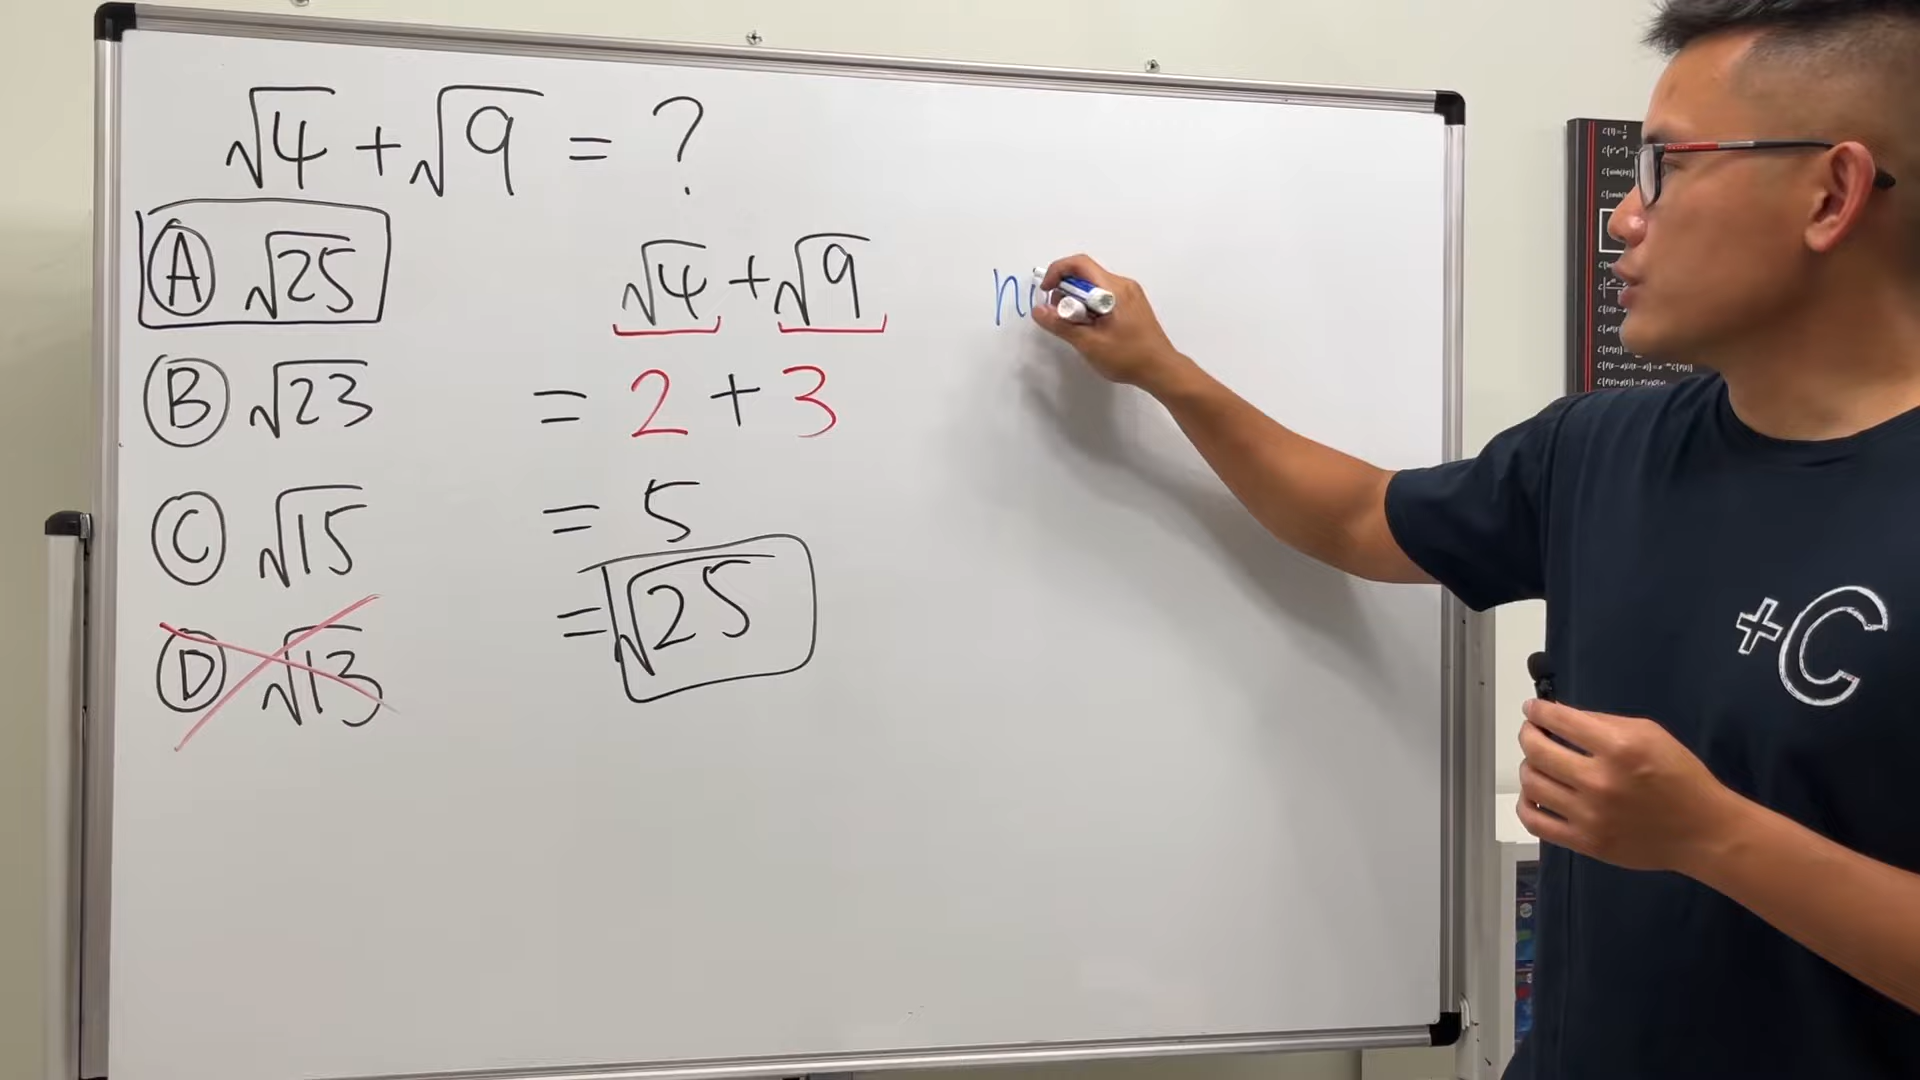 √4 + √9 = ?
Ⓐ √25
Ⓑ √23
Ⓒ √15
Ⓓ √13
√4 + √9
= 2 + 3
= 5
= √25
+C